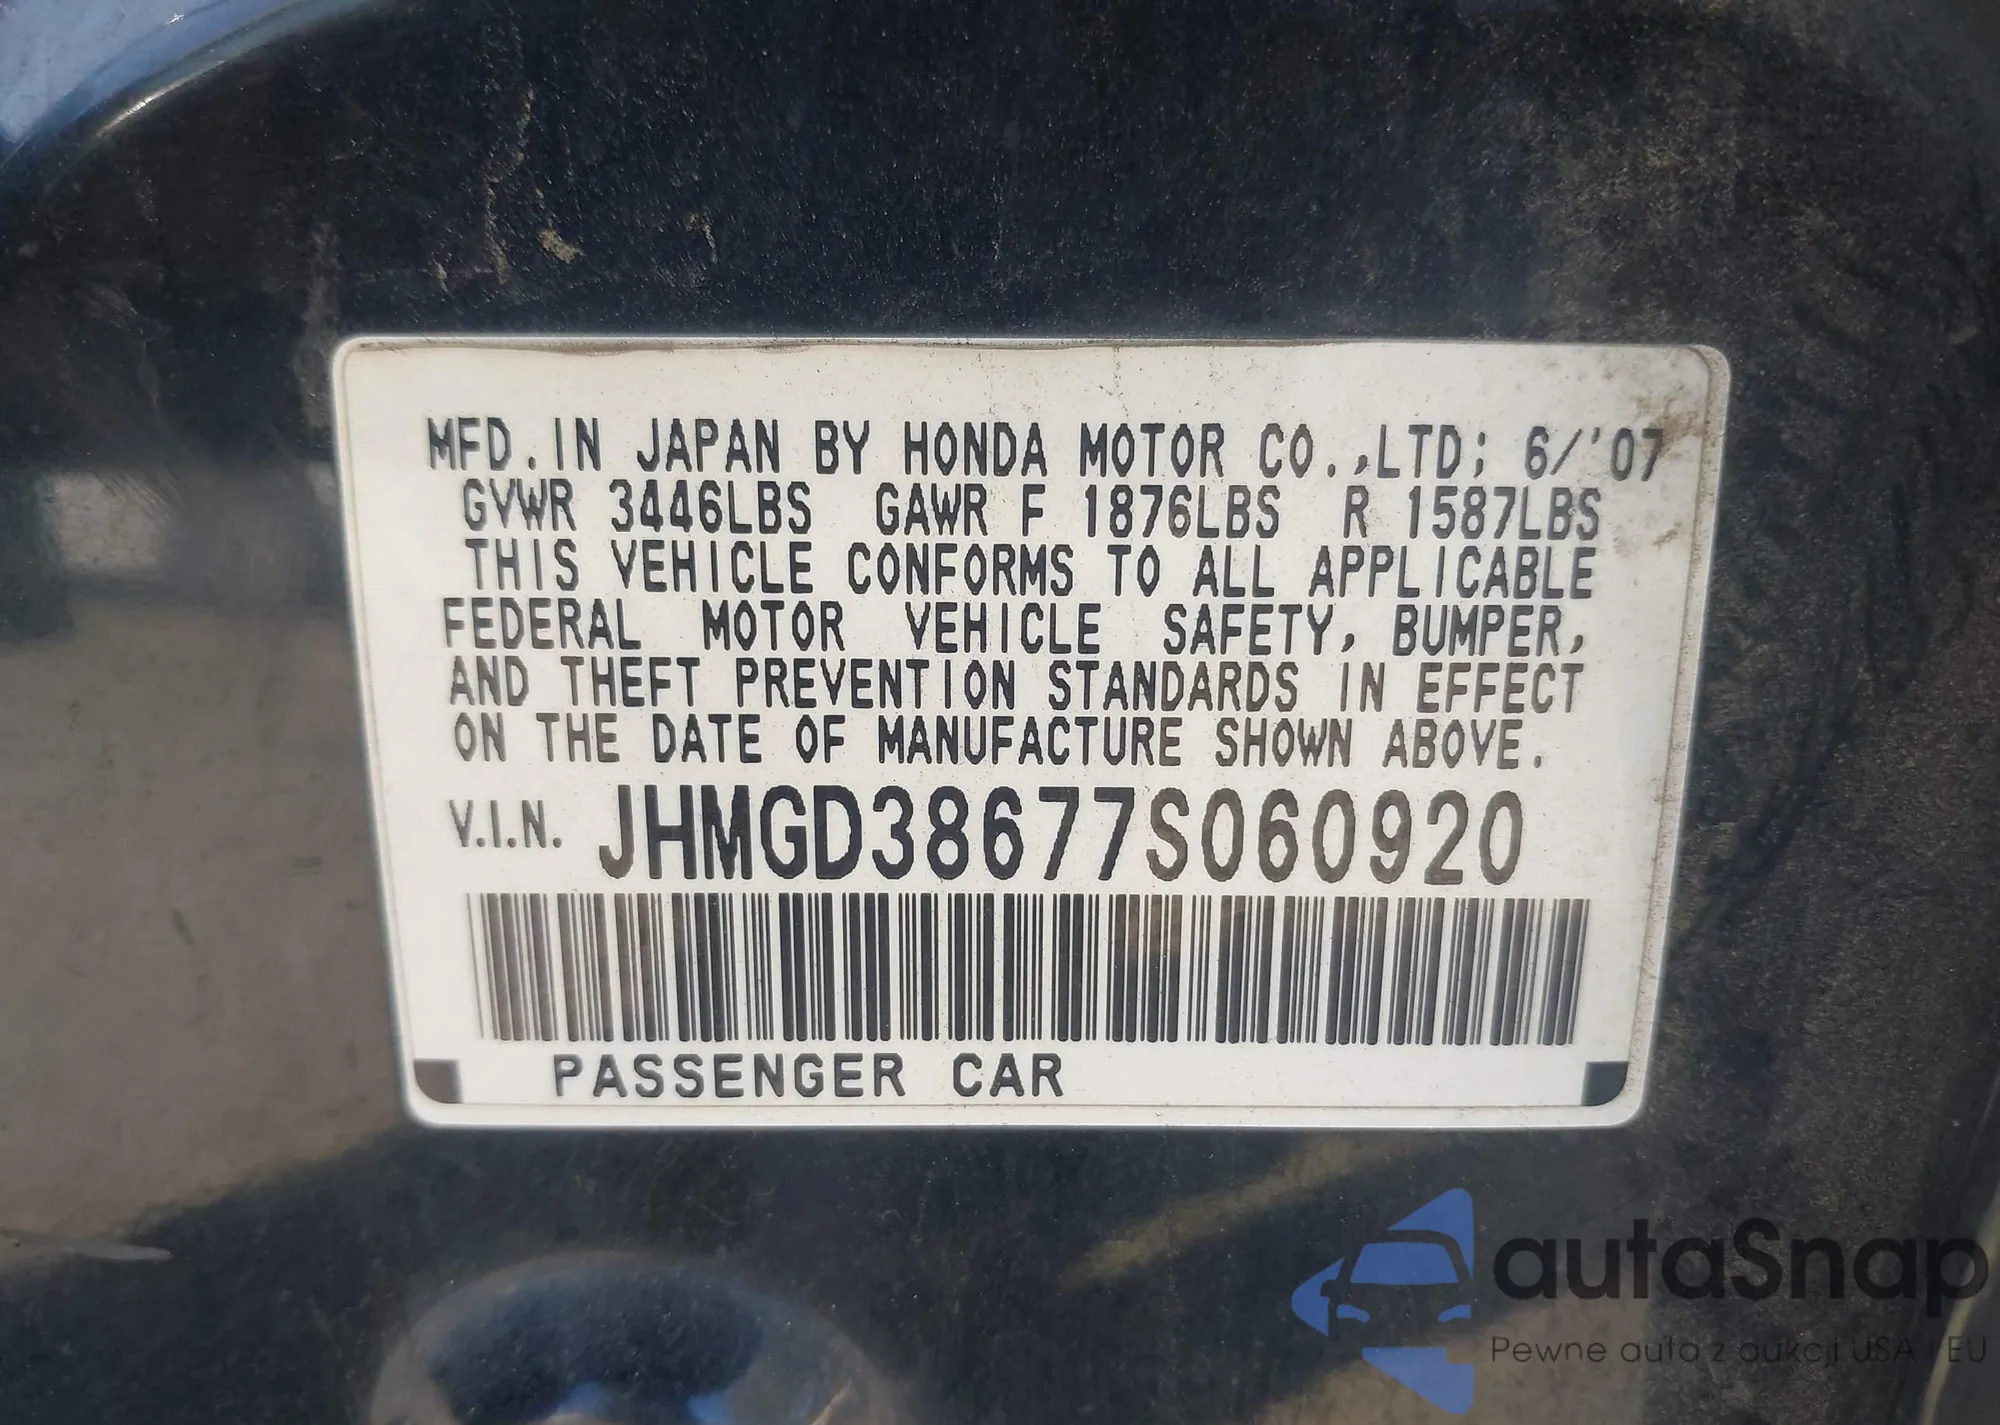 MFD. IN JAPAN BY HONDA MOTOR CO.,LTD; 6/'07
GVWR 3446LBS GAWR F 1876LBS R 1587LBS
THIS VEHICLE CONFORMS TO ALL APPLICABLE
FEDERAL MOTOR VEHICLE SAFETY, BUMPER,
AND THEFT PREVENTION STANDARDS IN EFFECT
ON THE DATE OF MANUFACTURE SHOWN ABOVE.
V.I.N. JHMGD38677S060920
PASSENGER CAR
autaSnap
Pewne auta z aukcji USA i EU